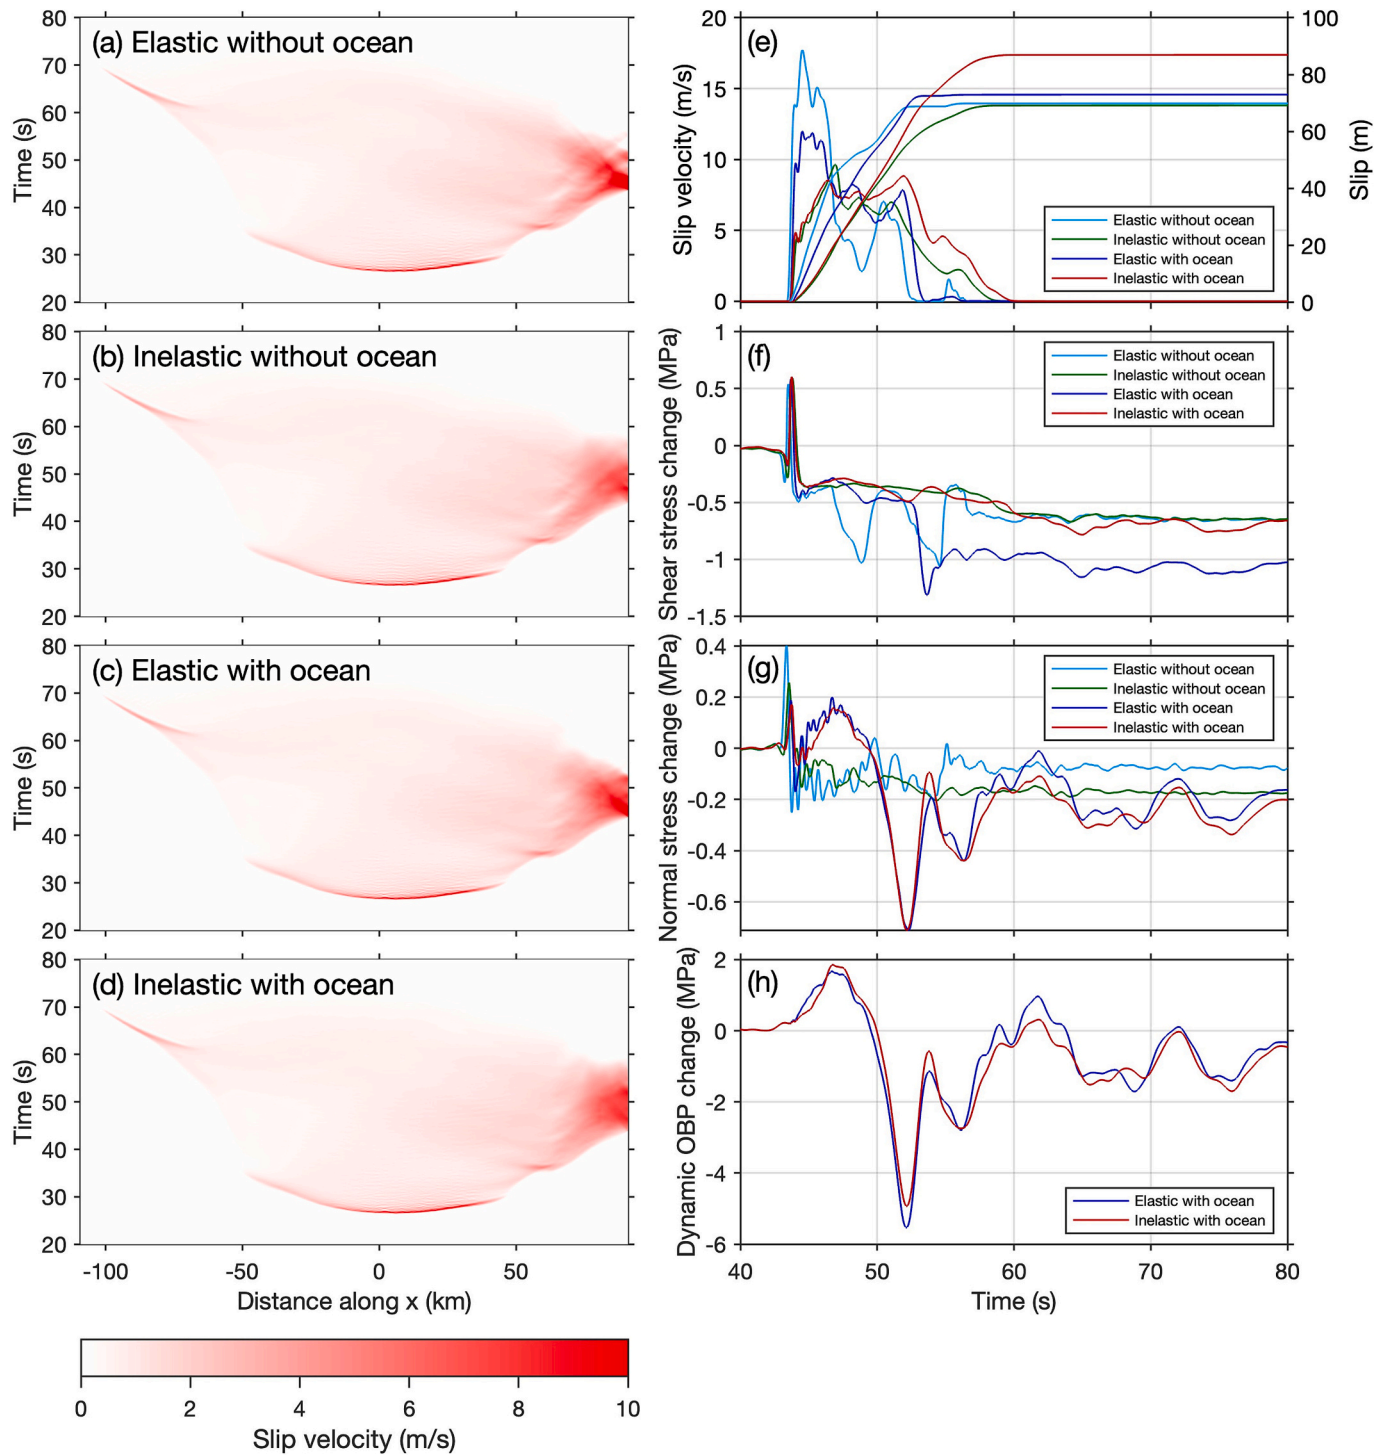 (a) Elastic without ocean
80
70
60
50
40
30
20
Time (s)
(b) Inelastic without ocean
80
70
60
50
40
30
20
Time (s)
(c) Elastic with ocean
80
70
60
50
40
30
20
Time (s)
(d) Inelastic with ocean
80
70
60
50
40
30
20
Time (s)
-100 -50 0 50
Distance along x (km)
0 2 4 6 8 10
Slip velocity (m/s)
(e)
20
15
10
5
0
Slip velocity (m/s)
100
80
60
40
20
0
Slip (m)
Elastic without ocean
Inelastic without ocean
Elastic with ocean
Inelastic with ocean
(f)
1
0.5
0
-0.5
-1
-1.5
Shear stress change (MPa)
Elastic without ocean
Inelastic without ocean
Elastic with ocean
Inelastic with ocean
(g)
0.4
0.2
0
-0.2
-0.4
-0.6
Normal stress change (MPa)
Elastic without ocean
Inelastic without ocean
Elastic with ocean
Inelastic with ocean
(h)
2
0
-2
-4
-6
Dynamic OBP change (MPa)
Elastic with ocean
Inelastic with ocean
40 50 60 70 80
Time (s)